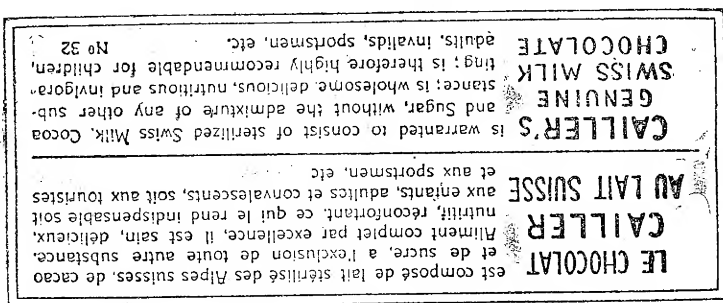 LE CHOCOLAT
CAILLER
AU LAIT SUISSE
est composé de lait stérilisé des Alpes suisses, de cacao
et de sucre, a l'exclusion de toute autre substance.
Aliment complet par excellence, il est sain, délicieux,
nutritif, réconfortant, ce qui le rend indispensable soit
aux enfants, adultes et convalescents, soit aux touristes
et aux sportsmen, etc
CAILLER'S
GENUINE
SWISS MILK
CHOCOLATE
is warranted to consist of sterilized Swiss Milk, Cocoa
and Sugar, without the admixture of any other sub-
stance; is wholesome, delicious, nutritious and invigora-
ting; is therefore highly recommendable for children,
adults, invalids, sportsmen, etc.
Nº 32